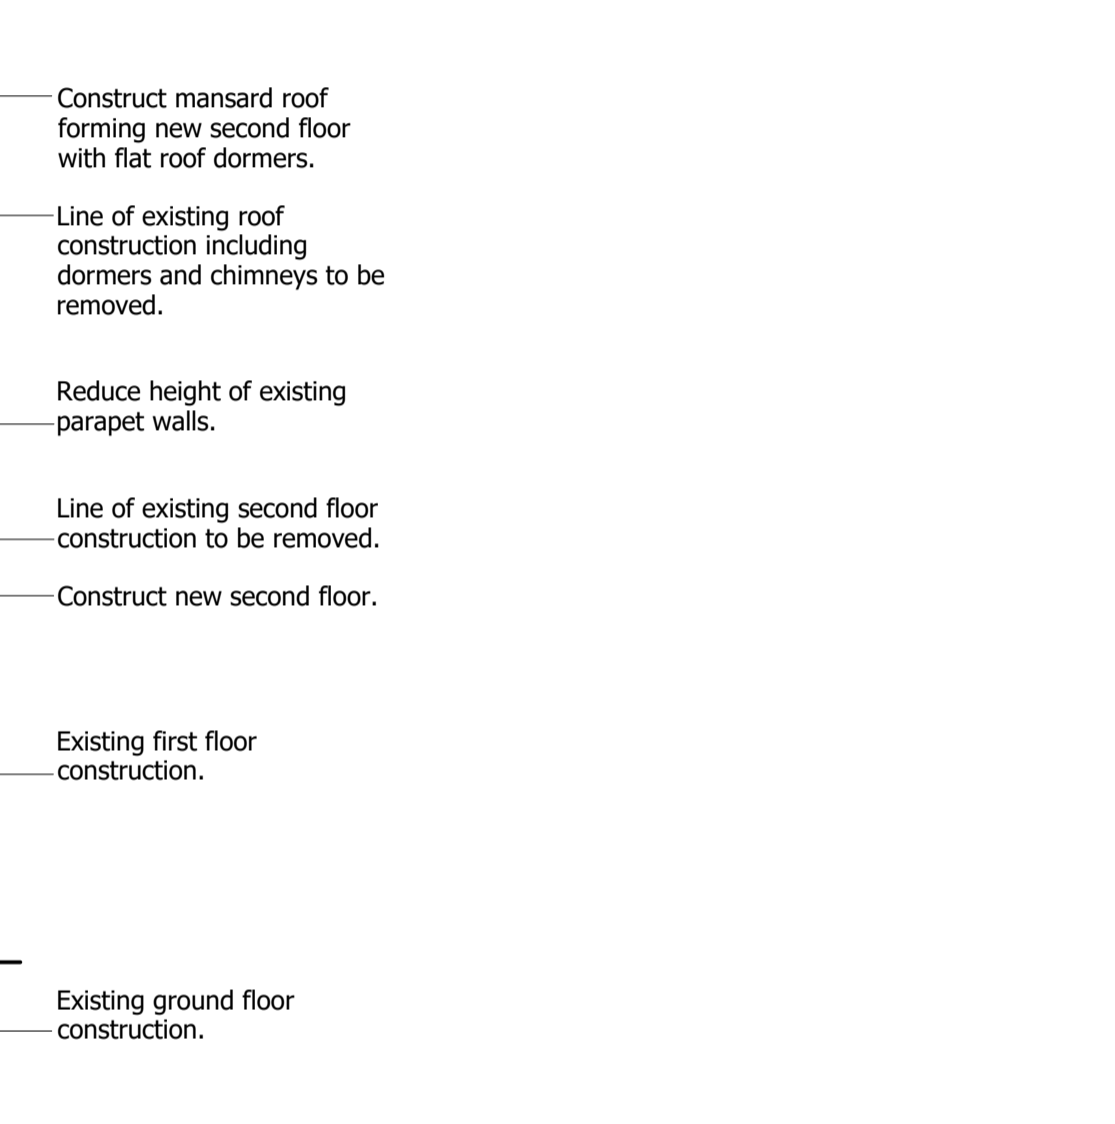 Construct mansard roof
forming new second floor
with flat roof dormers.
Line of existing roof
construction including
dormers and chimneys to be
removed.
Reduce height of existing
parapet walls.
Line of existing second floor
construction to be removed.
Construct new second floor.
Existing first floor
construction.
Existing ground floor
construction.